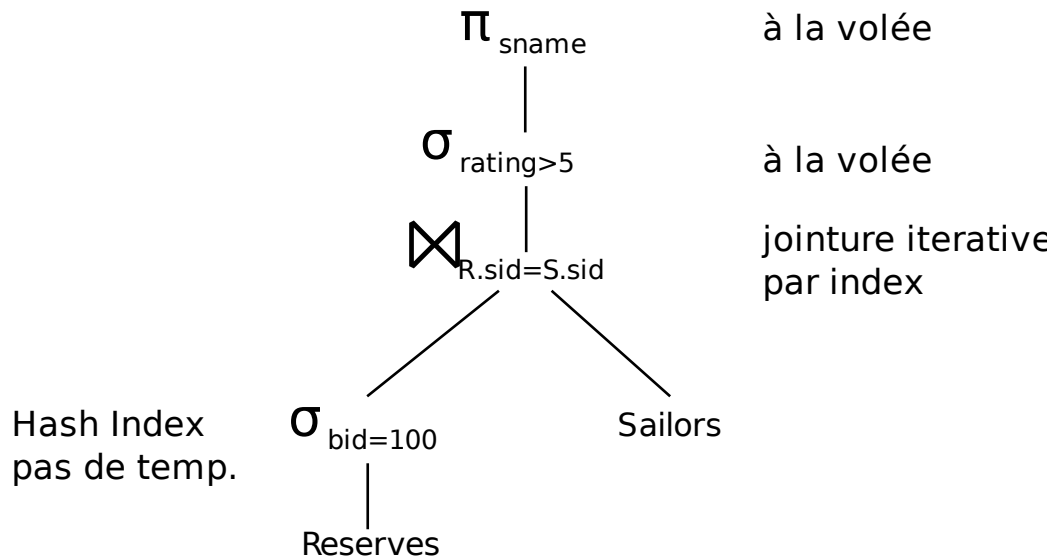 π sname à la volée
σ rating>5 à la volée
⋈ R.sid=S.sid jointure iterative
par index
Hash Index σ bid=100 Sailors
pas de temp.
Reserves